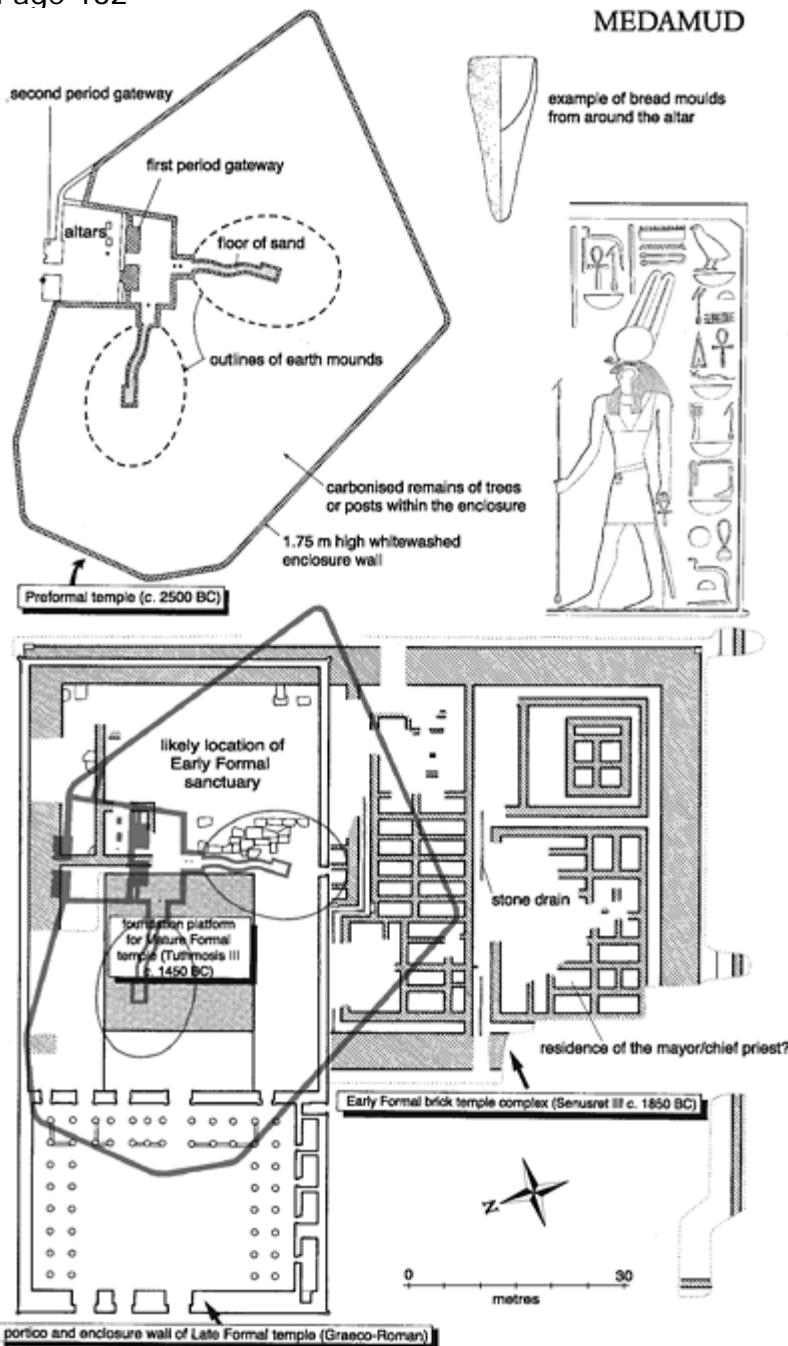 MEDAMUD
second period gateway
example of bread moulds
from around the altar
first period gateway
altars
floor of sand
outlines of earth mounds
carbonised remains of trees
or posts within the enclosure
1.75 m high whitewashed
enclosure wall
Preformal temple (c. 2500 BC)
likely location of
Early Formal
sanctuary
stone drain
foundation platform
for Mature Formal
temple (Tuthmosis III
c. 1450 BC)
residence of the mayor/chief priest?
Early Formal brick temple complex (Senusret III c. 1850 BC)
N
0 30
metres
portico and enclosure wall of Late Formal temple (Graeco-Roman)